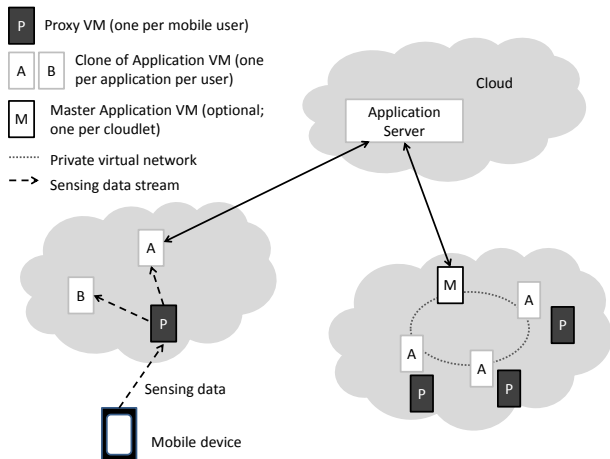 P Proxy VM (one per mobile user)
A B Clone of Application VM (one
per application per user)
M Master Application VM (optional;
one per cloudlet)
Private virtual network
Sensing data stream
Cloud
Application
Server
A
B
P
Sensing data
Mobile device
M
A
P
A
A
P
P